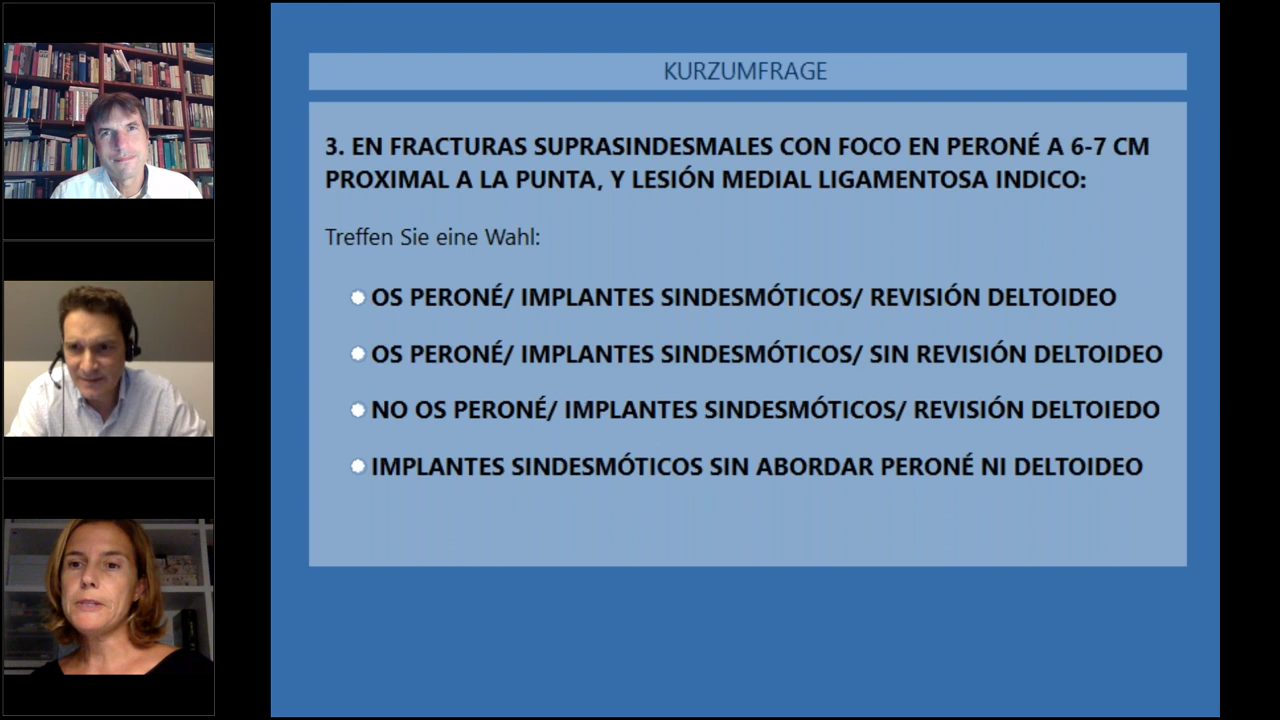 KURZUMFRAGE
3. EN FRACTURAS SUPRASINDESMALES CON FOCO EN PERONÉ A 6-7 CM
PROXIMAL A LA PUNTA, Y LESIÓN MEDIAL LIGAMENTOSA INDICO:
Treffen Sie eine Wahl:
OS PERONÉ/ IMPLANTES SINDESMÓTICOS/ REVISIÓN DELTOIDEO
OS PERONÉ/ IMPLANTES SINDESMÓTICOS/ SIN REVISIÓN DELTOIDEO
NO OS PERONÉ/ IMPLANTES SINDESMÓTICOS/ REVISIÓN DELTOIEDO
IMPLANTES SINDESMÓTICOS SIN ABORDAR PERONÉ NI DELTOIDEO